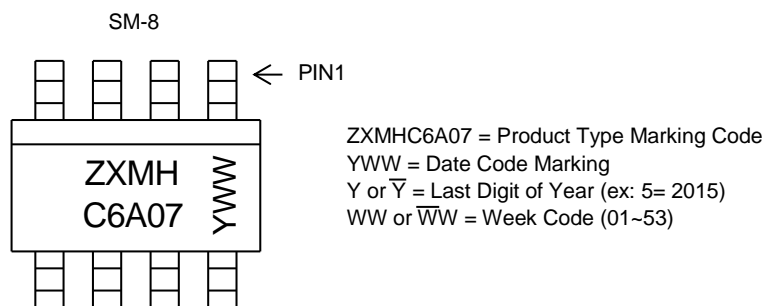 SM-8
PIN1
ZXMH
C6A07
YWW
ZXMHC6A07 = Product Type Marking Code
YWW = Date Code Marking
Y or Y̅ = Last Digit of Year (ex: 5= 2015)
WW or W̅W = Week Code (01~53)